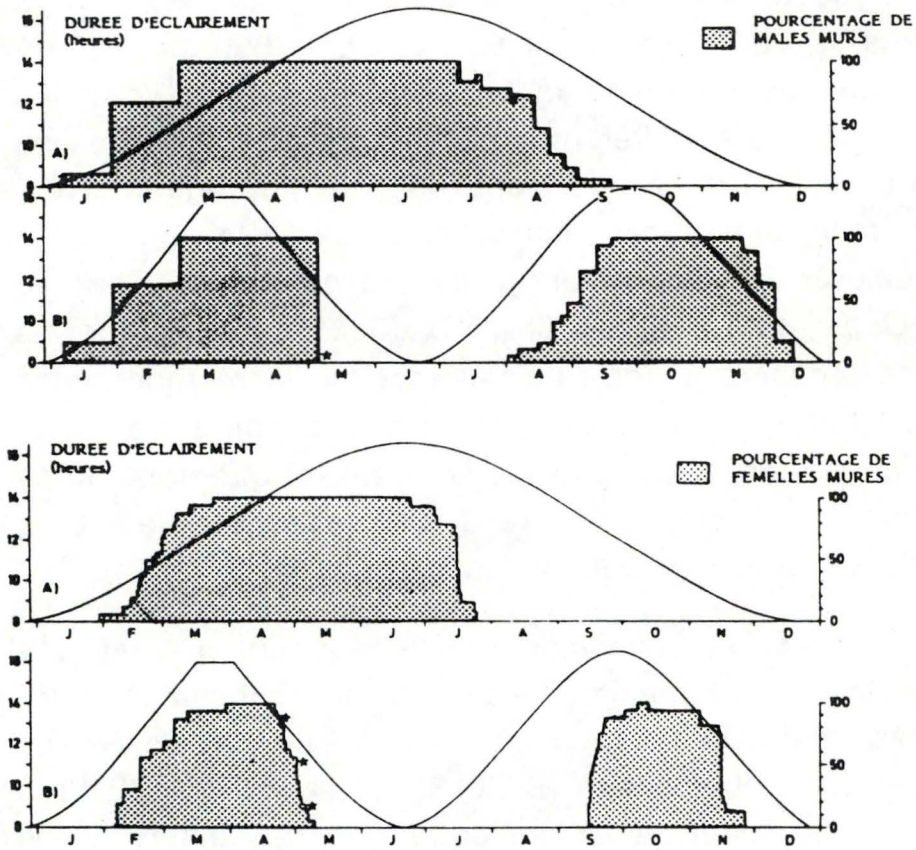 DUREE D'ECLAIREMENT
(heures)
POURCENTAGE DE
MALES MURS
16
14
12
10
8
A)
100
50
0
J F M A M J J A S O N D
16
14
12
10
8
B)
100
50
0
J F M A M J J A S O N D
DUREE D'ECLAIREMENT
(heures)
POURCENTAGE DE
FEMELLES MURES
16
14
12
10
8
A)
100
50
0
J F M A M J J A S O N D
16
14
12
10
8
B)
100
50
0
J F M A M J J A S O N D